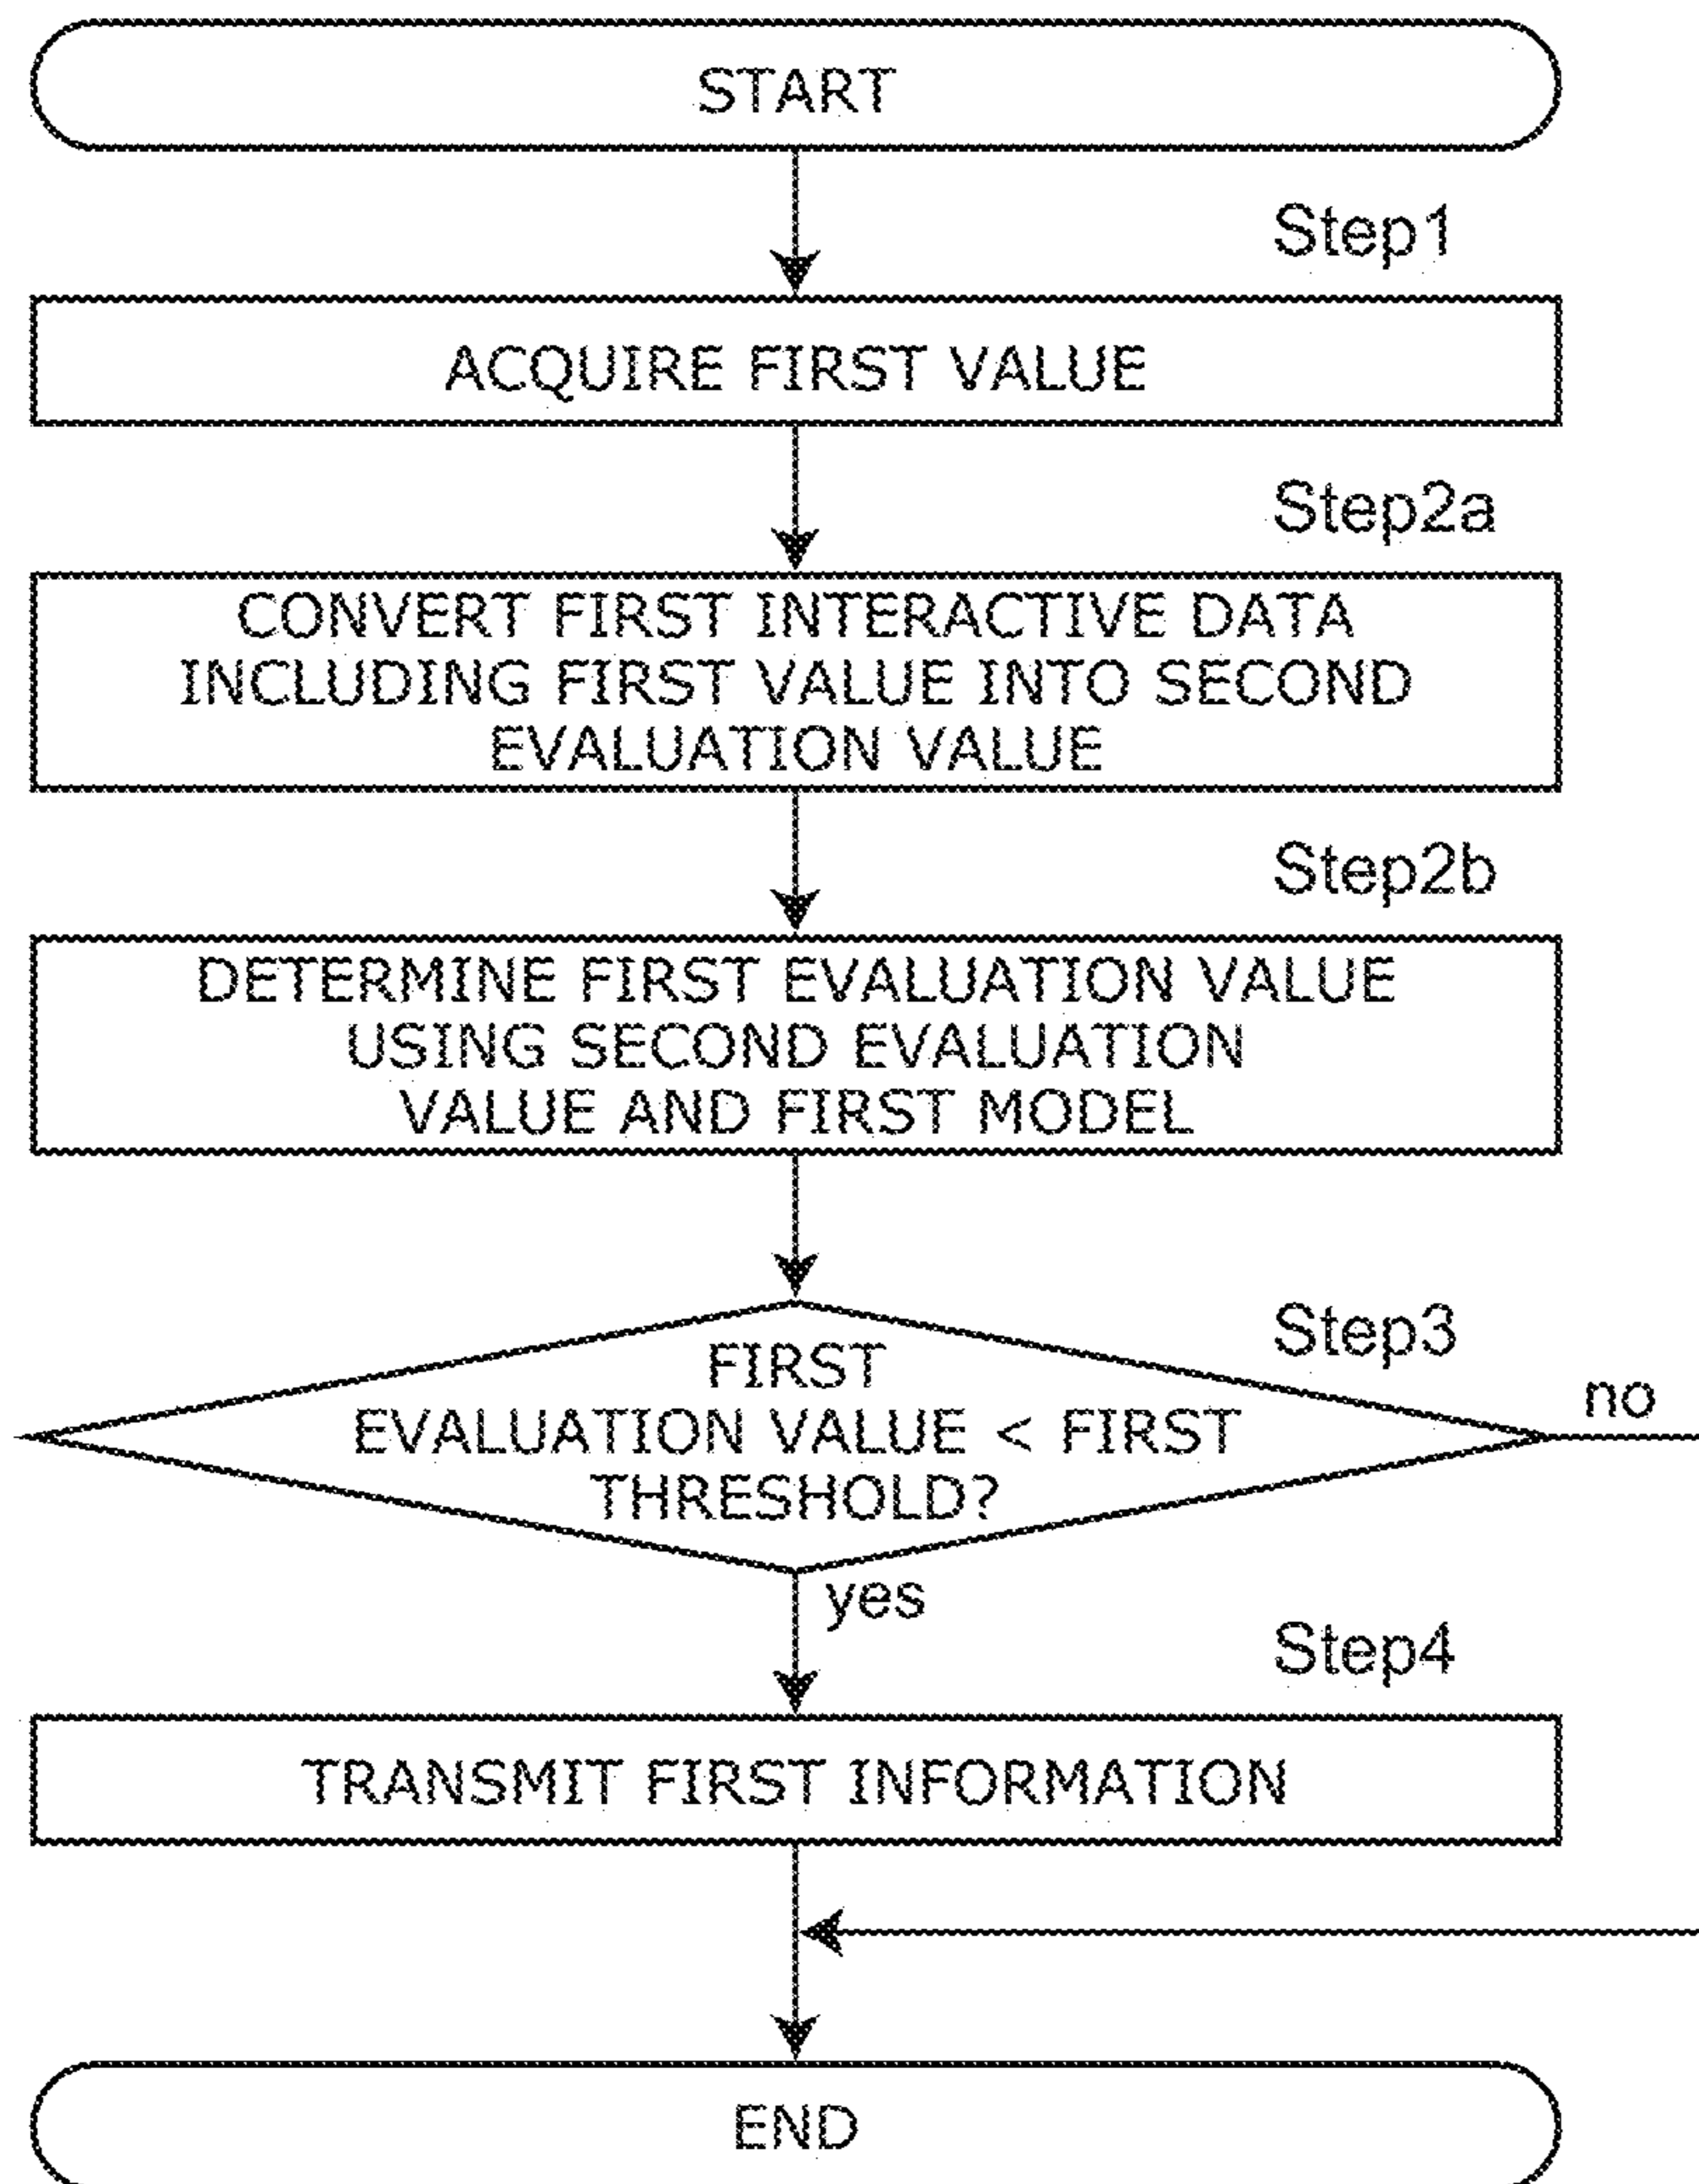 START
Step1
ACQUIRE FIRST VALUE
Step2a
CONVERT FIRST INTERACTIVE DATA
INCLUDING FIRST VALUE INTO SECOND
EVALUATION VALUE
Step2b
DETERMINE FIRST EVALUATION VALUE
USING SECOND EVALUATION
VALUE AND FIRST MODEL
Step3
FIRST
EVALUATION VALUE < FIRST
THRESHOLD?
no
yes
Step4
TRANSMIT FIRST INFORMATION
END